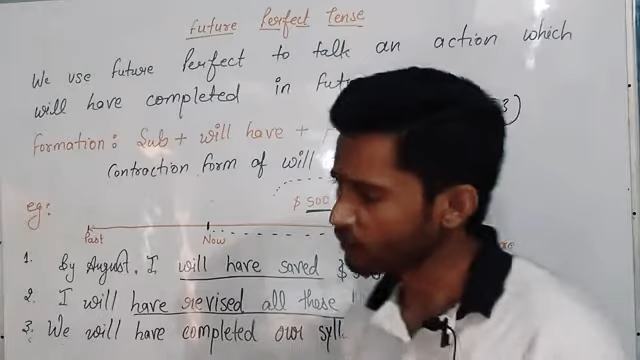 Future Perfect Tense
We use future Perfect to talk an action which
will have completed in
Formation: Sub + will have +
Contraction form of will
eg:
$ 500
Past Now
1. By August, I will have saved $
2. I will have revised all these
3. We will have completed our